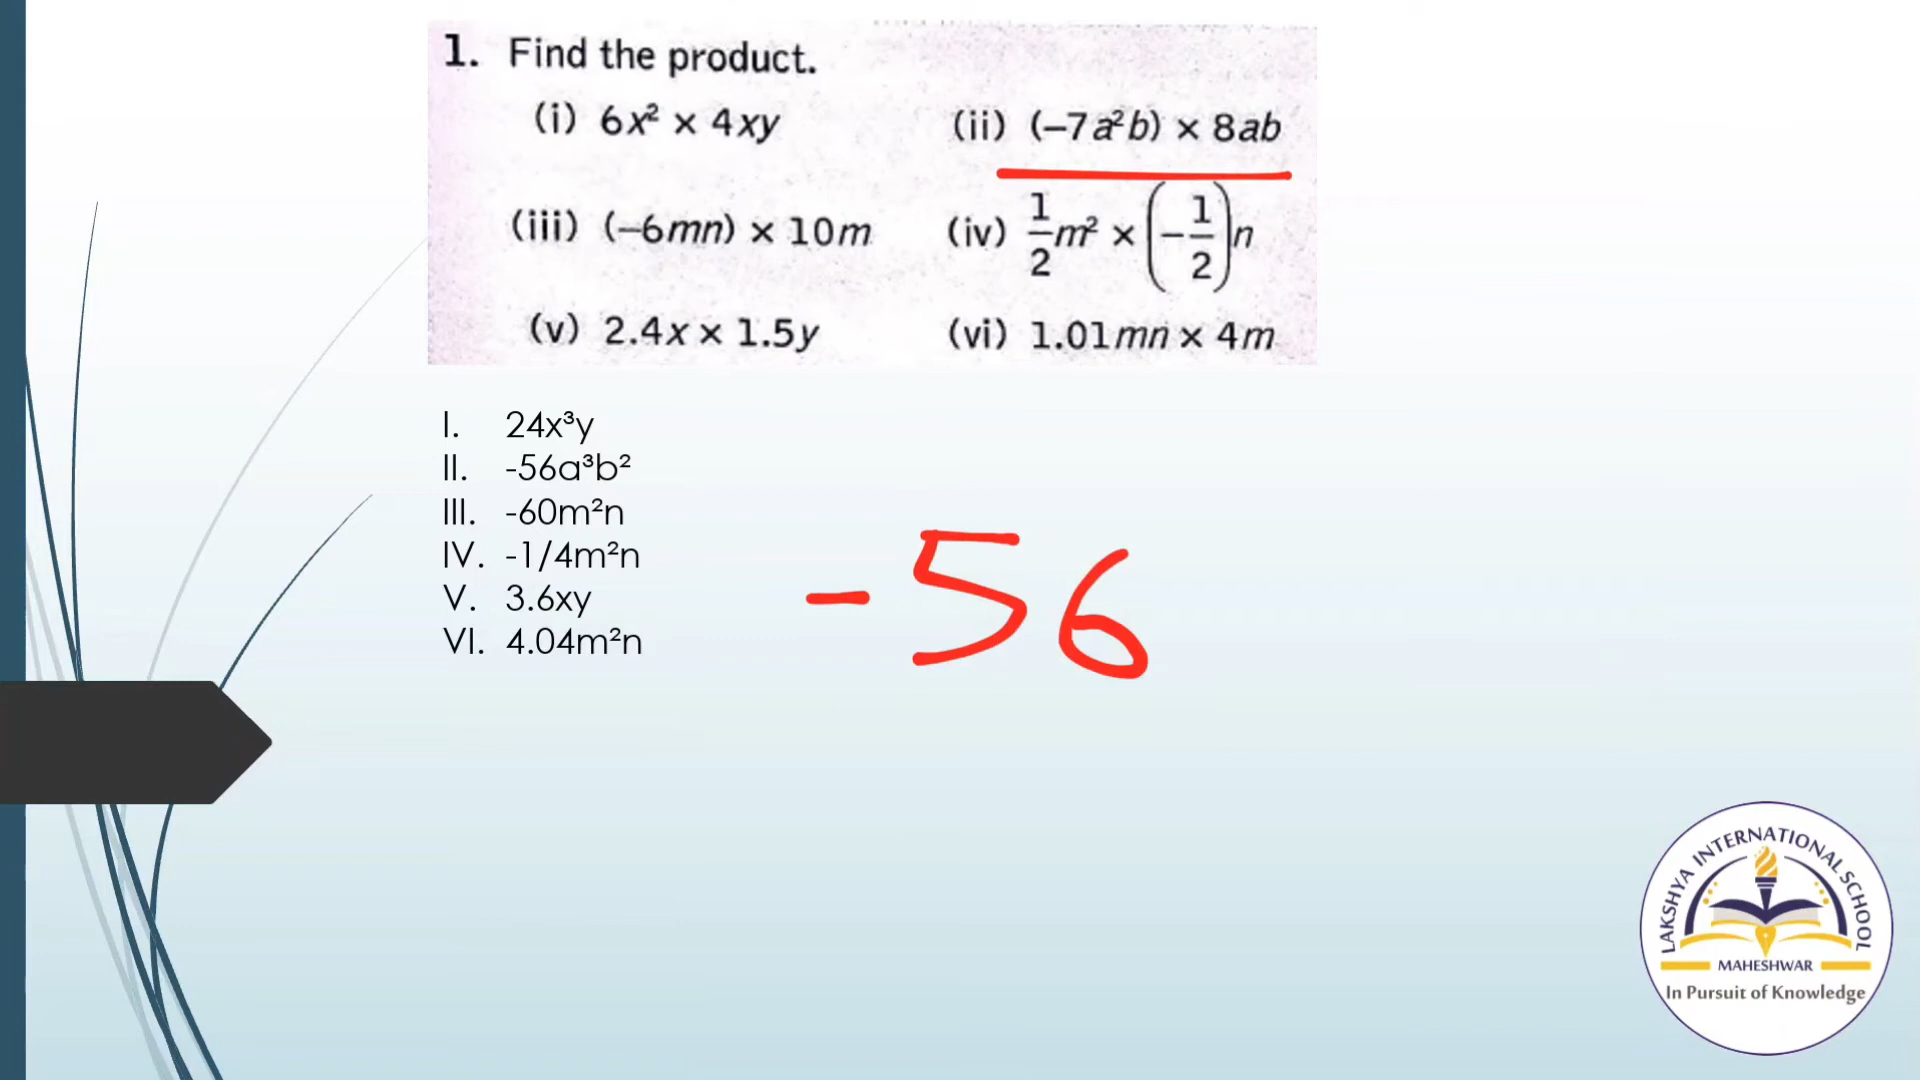 1. Find the product.
(i) 6x² × 4xy (ii) (−7a²b) × 8ab
(iii) (−6mn) × 10m (iv) 1/2 m² × (−1/2) n
(v) 2.4x × 1.5y (vi) 1.01mn × 4m
I. 24x³y
II. -56a³b²
III. -60m²n
IV. -1/4m²n
V. 3.6xy
VI. 4.04m²n
-56
LAKSHYA INTERNATIONAL SCHOOL
MAHESHWAR
In Pursuit of Knowledge